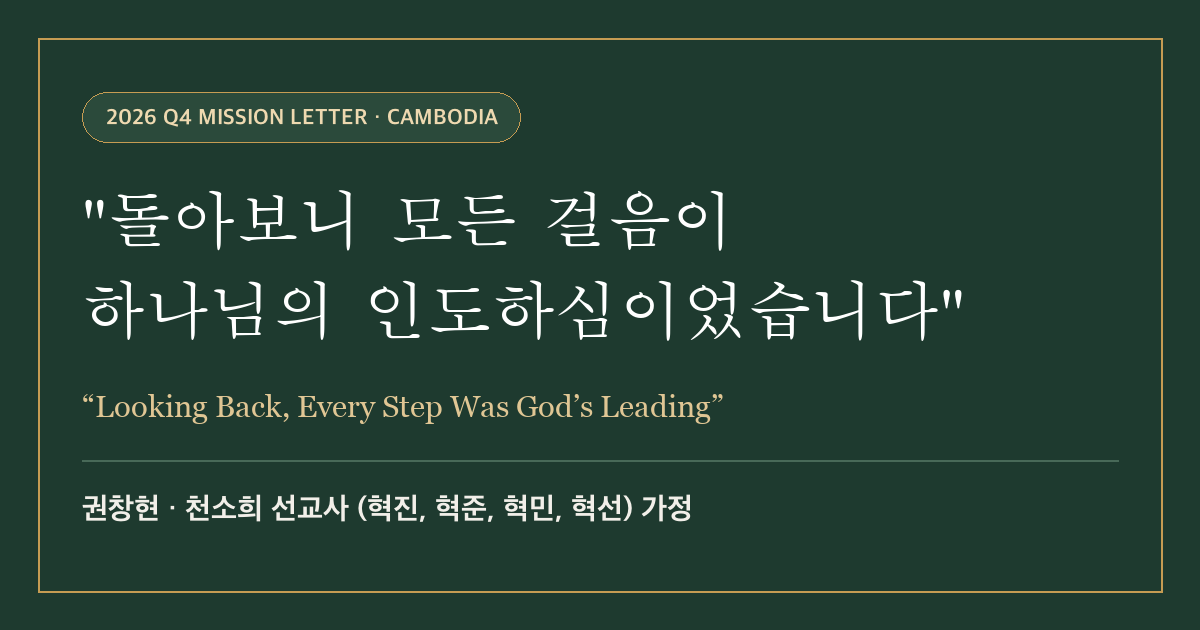 2026 Q4 MISSION LETTER · CAMBODIA
"돌아보니 모든 걸음이
하나님의 인도하심이었습니다"
“Looking Back, Every Step Was God’s Leading”
권창현 · 천소희 선교사 (혁진, 혁준, 혁민, 혁선) 가정